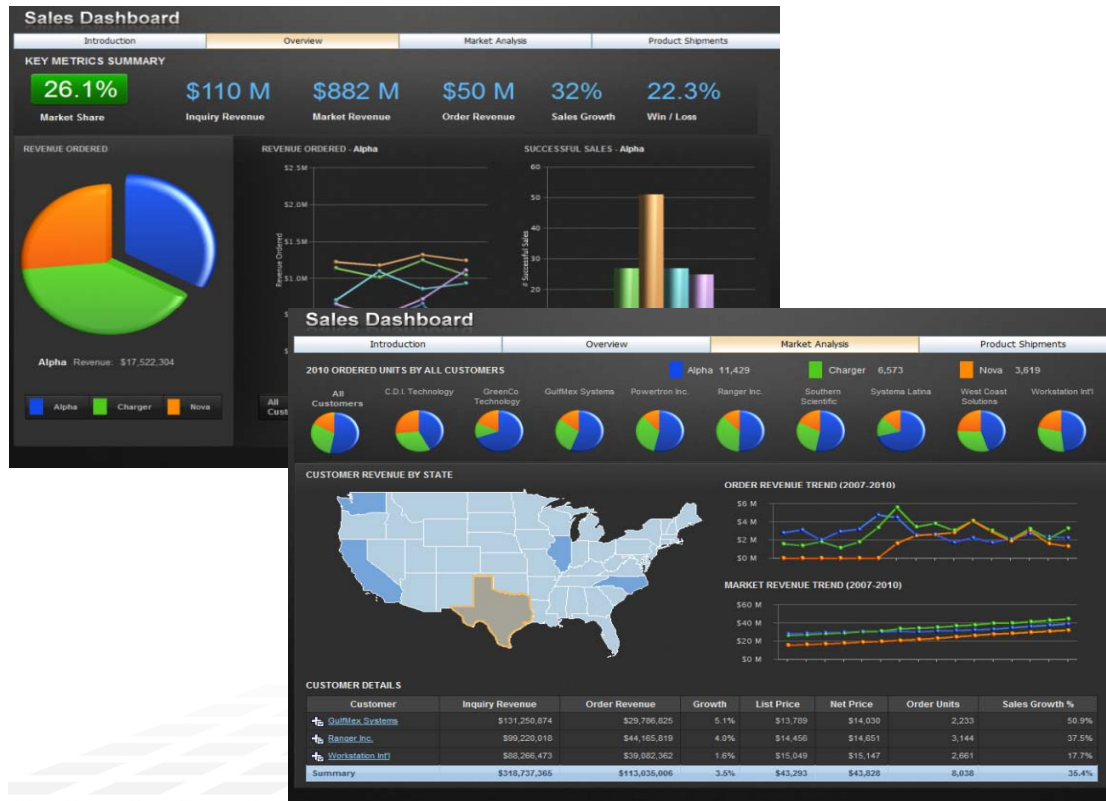 Sales Dashboard
Introduction Overview Market Analysis Product Shipments
KEY METRICS SUMMARY
26.1% $110 M $882 M $50 M 32% 22.3%
Market Share Inquiry Revenue Market Revenue Order Revenue Sales Growth Win / Loss
REVENUE ORDERED
Alpha Revenue: $17,522,304
Alpha Charger Nova
REVENUE ORDERED - Alpha
$2.5M
$2.0M
$1.5M
$1.0M
Revenue Ordered
All
SUCCESSFUL SALES - Alpha
60
50
40
30
20
# Successful Sales
Sales Dashboard
Introduction Overview Market Analysis Product Shipments
2010 ORDERED UNITS BY ALL CUSTOMERS Alpha 11,429 Charger 6,573 Nova 3,619
All Customers
C.D.I. Technology
GreenCo Technology
GulfMex Systems
Powertron Inc.
Ranger Inc.
Southern Scientific
Systema Latina
West Coast Solutions
Workstation Int'l
CUSTOMER REVENUE BY STATE
ORDER REVENUE TREND (2007-2010)
$6 M
$4 M
$2 M
$0 M
MARKET REVENUE TREND (2007-2010)
$60 M
$40 M
$20 M
$0 M
CUSTOMER DETAILS
Customer Inquiry Revenue Order Revenue Growth List Price Net Price Order Units Sales Growth %
GulfMex Systems $131,250,874 $29,786,825 5.1% $13,789 $14,030 2,233 50.9%
Ranger Inc. $99,220,018 $44,165,819 4.0% $14,456 $14,651 3,144 37.5%
Workstation Int'l $88,266,473 $39,082,362 1.6% $15,049 $15,147 2,661 17.7%
Summary $318,737,365 $113,035,006 3.5% $43,293 $43,828 8,038 35.4%